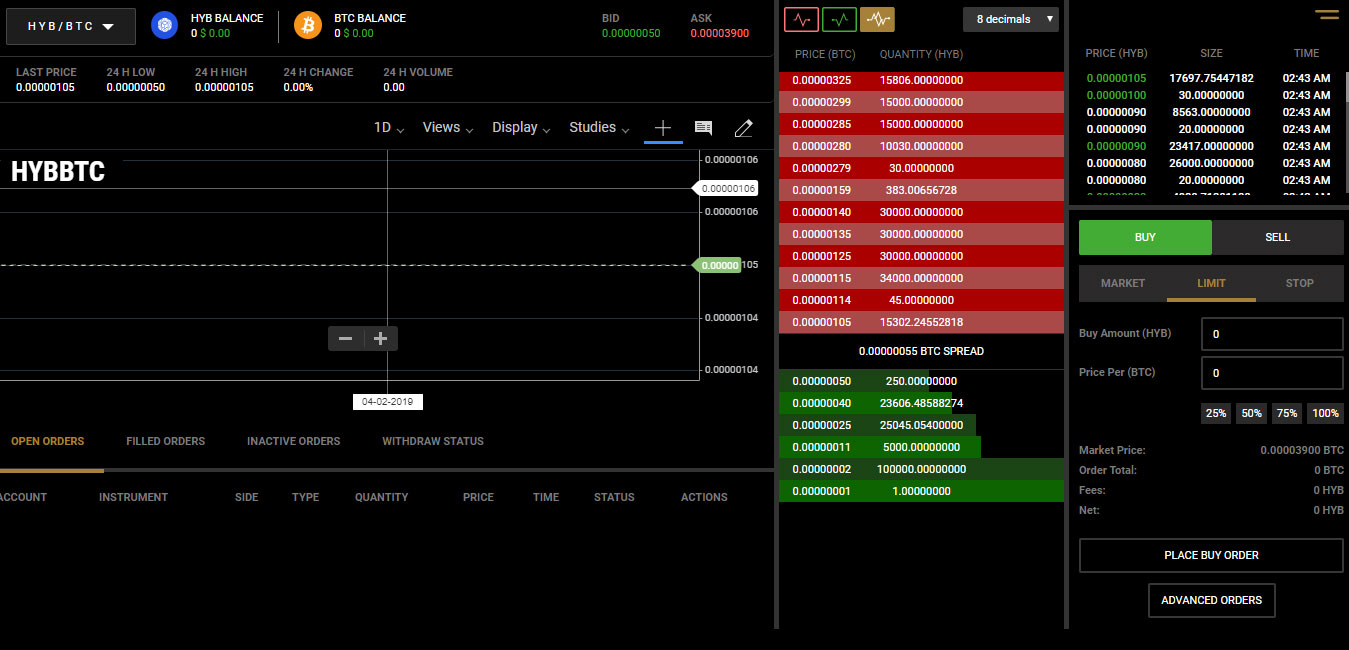 HYB/BTC
HYB BALANCE
0 $ 0.00
BTC BALANCE
0 $ 0.00
BID
0.00000050
ASK
0.00003900
LAST PRICE
0.00000105
24 H LOW
0.00000050
24 H HIGH
0.00000105
24 H CHANGE
0.00%
24 H VOLUME
0.00
1D Views Display Studies
HYBBTC
0.00000106
0.00000106
0.00000106
0.00000105
0.00000104
0.00000104
04-02-2019
OPEN ORDERS FILLED ORDERS INACTIVE ORDERS WITHDRAW STATUS
ACCOUNT INSTRUMENT SIDE TYPE QUANTITY PRICE TIME STATUS ACTIONS
8 decimals
PRICE (BTC) QUANTITY (HYB)
0.00000325 15806.00000000
0.00000299 15000.00000000
0.00000285 15000.00000000
0.00000280 10030.00000000
0.00000279 30.00000000
0.00000159 383.00656728
0.00000140 30000.00000000
0.00000135 30000.00000000
0.00000125 30000.00000000
0.00000115 34000.00000000
0.00000114 45.00000000
0.00000105 15302.24552818
0.00000055 BTC SPREAD
0.00000050 250.00000000
0.00000040 23606.48588274
0.00000025 25045.05400000
0.00000011 5000.00000000
0.00000002 100000.00000000
0.00000001 1.00000000
PRICE (HYB) SIZE TIME
0.00000105 17697.75447182 02:43 AM
0.00000100 30.00000000 02:43 AM
0.00000090 8563.00000000 02:43 AM
0.00000090 20.00000000 02:43 AM
0.00000090 23417.00000000 02:43 AM
0.00000080 26000.00000000 02:43 AM
0.00000080 20.00000000 02:43 AM
BUY SELL
MARKET LIMIT STOP
Buy Amount (HYB) 0
Price Per (BTC) 0
25% 50% 75% 100%
Market Price: 0.00003900 BTC
Order Total: 0 BTC
Fees: 0 HYB
Net: 0 HYB
PLACE BUY ORDER
ADVANCED ORDERS